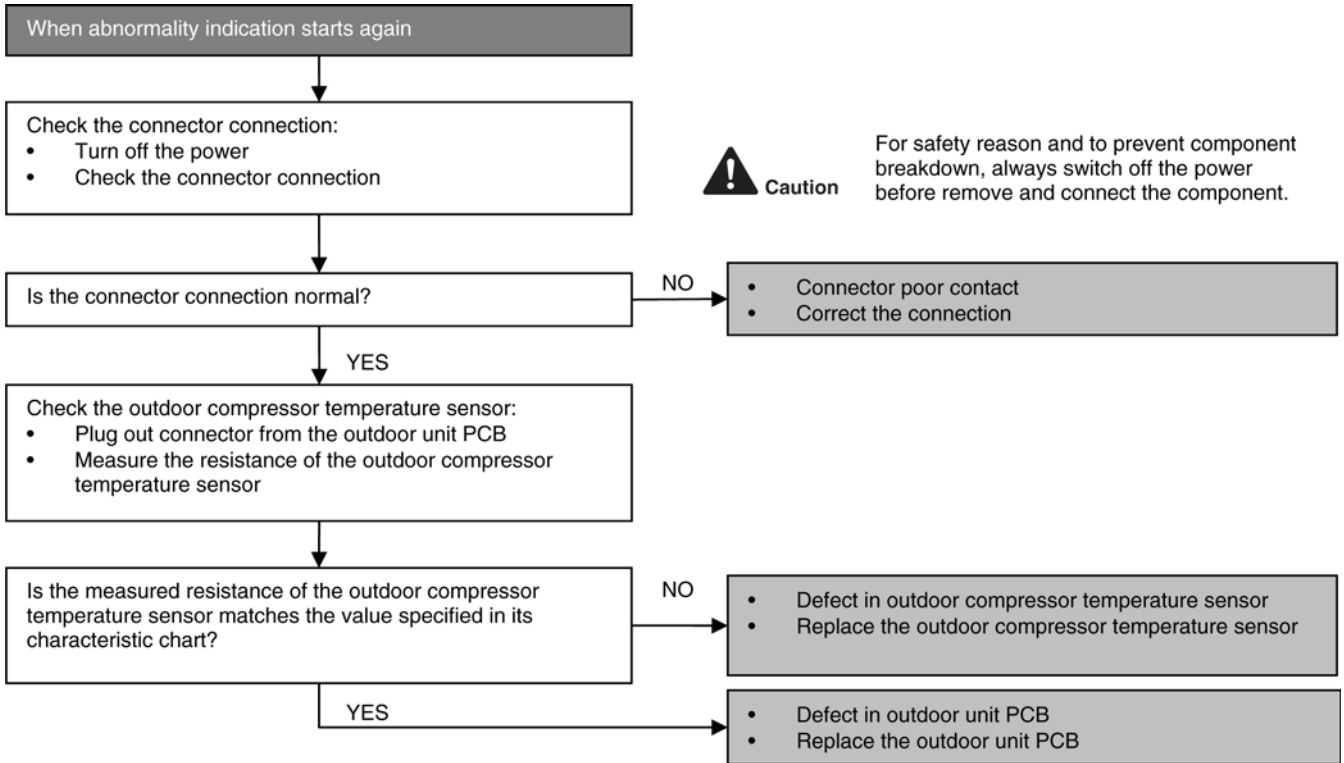 When abnormality indication starts again
Check the connector connection:
• Turn off the power
• Check the connector connection
Caution
For safety reason and to prevent component
breakdown, always switch off the power
before remove and connect the component.
Is the connector connection normal?
NO
• Connector poor contact
• Correct the connection
YES
Check the outdoor compressor temperature sensor:
• Plug out connector from the outdoor unit PCB
• Measure the resistance of the outdoor compressor
temperature sensor
Is the measured resistance of the outdoor compressor
temperature sensor matches the value specified in its
characteristic chart?
NO
• Defect in outdoor compressor temperature sensor
• Replace the outdoor compressor temperature sensor
YES
• Defect in outdoor unit PCB
• Replace the outdoor unit PCB